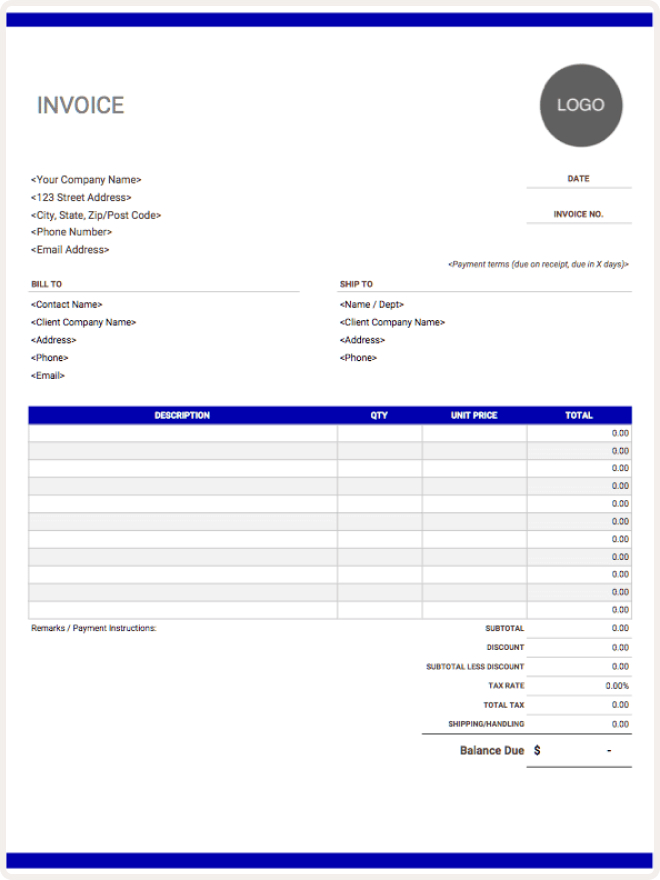 INVOICE
LOGO
<Your Company Name>
DATE
<123 Street Address>
<City, State, Zip/Post Code>
INVOICE NO.
<Phone Number>
<Email Address>
<Payment terms (due on receipt, due in X days)>
BILL TO
SHIP TO
<Contact Name>
<Name / Dept>
<Client Company Name>
<Client Company Name>
<Address>
<Address>
<Phone>
<Phone>
<Email>
DESCRIPTION QTY UNIT PRICE TOTAL
0.00
0.00
0.00
0.00
0.00
0.00
0.00
0.00
0.00
0.00
0.00
Remarks / Payment Instructions:
SUBTOTAL 0.00
DISCOUNT 0.00
SUBTOTAL LESS DISCOUNT 0.00
TAX RATE 0.00%
TOTAL TAX 0.00
SHIPPING/HANDLING 0.00
Balance Due $ -